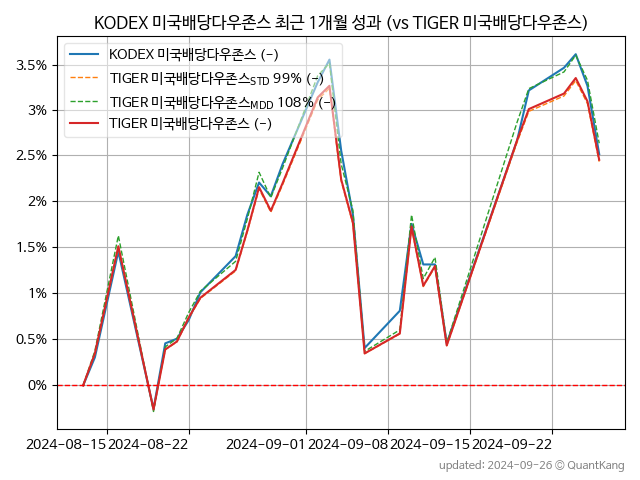 KODEX 미국배당다우존스 최근 1개월 성과 (vs TIGER 미국배당다우존스)
KODEX 미국배당다우존스 (-)
TIGER 미국배당다우존스STD 99% (-)
TIGER 미국배당다우존스MDD 108% (-)
TIGER 미국배당다우존스 (-)
3.5%
3%
2.5%
2%
1.5%
1%
0.5%
0%
2024-08-15 2024-08-22 2024-09-01 2024-09-08 2024-09-15 2024-09-22
updated: 2024-09-26 © QuantKang